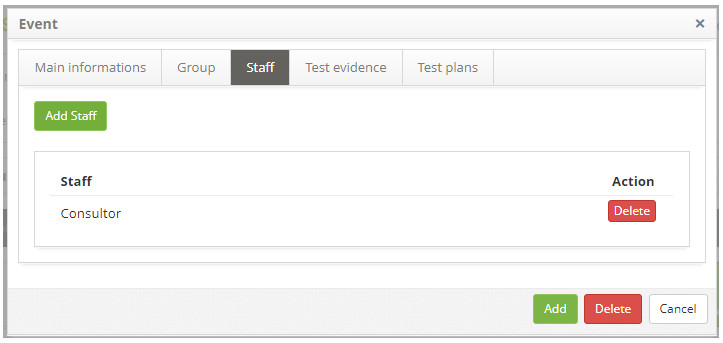 Event ×
Main informations Group Staff Test evidence Test plans
Add Staff
Staff Action
Consultor Delete
Add Delete Cancel